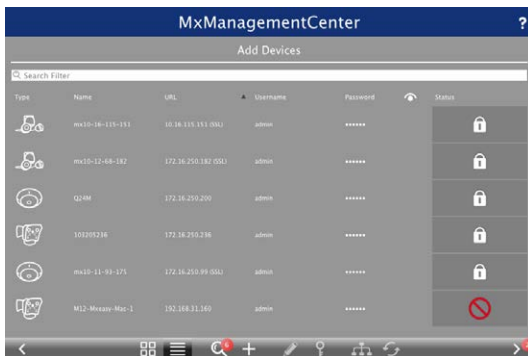 MxManagementCenter ?
Add Devices
Search Filter
Type Name URL Username Password Status
mx10-16-115-151 10.16.115.151 (SSL) admin ••••••
mx10-12-68-182 172.16.250.182 (SSL) admin ••••••
Q24M 172.16.250.200 admin ••••••
103205236 172.16.250.236 admin ••••••
mx10-11-93-175 172.16.250.99 (SSL) admin ••••••
M12-Mxeasy-Mac-1 192.168.31.160 admin ••••••
6